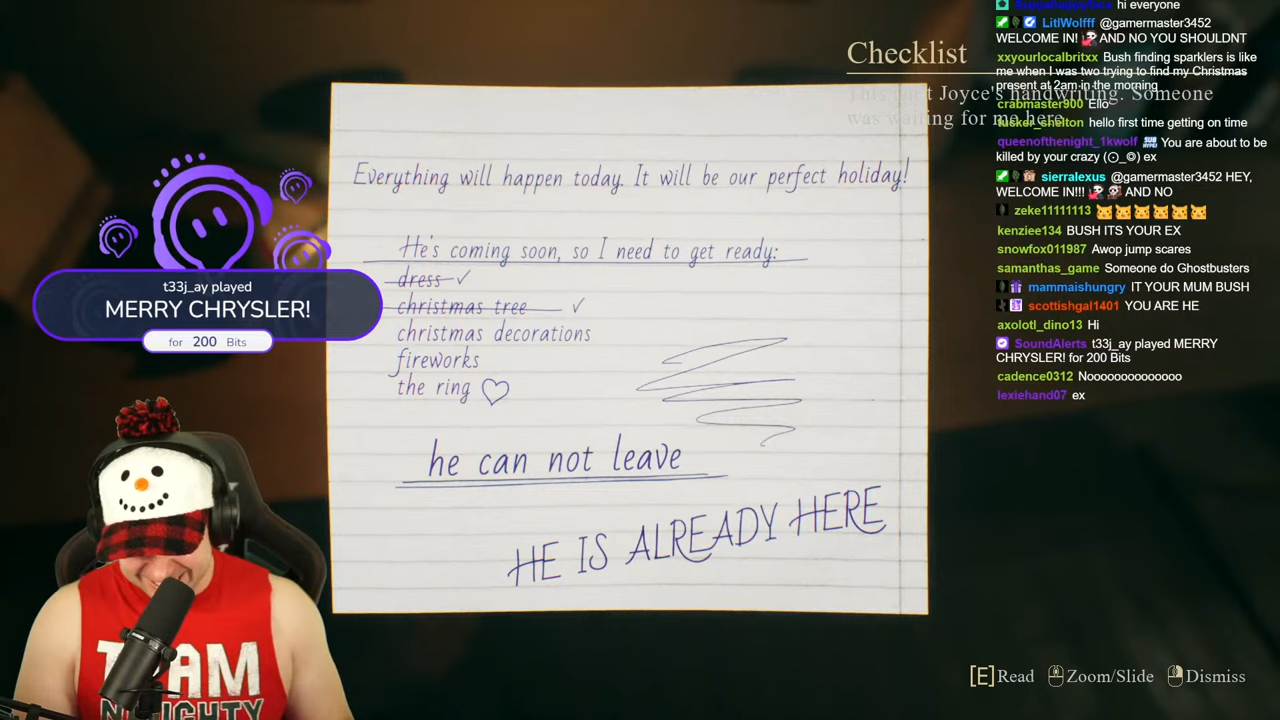 Everything will happen today. It will be our perfect holiday!
He's coming soon, so I need to get ready:
dress ✓
christmas tree ✓
christmas decorations
fireworks
the ring ♡
he can not leave
HE IS ALREADY HERE
Checklist
This isn't Joyce's handwriting. Someone
was waiting for me here
[E]Read
Zoom/Slide
Dismiss
t33j_ay played
MERRY CHRYSLER!
for 200 Bits
TEAM
NAUGHTY
hi everyone
LitlWolfff @gamermaster3452
WELCOME IN! AND NO YOU SHOULDNT
xxyourlocalbritxx Bush finding sparklers is like
me when I was two trying to find my Christmas
present at 2am in the morning
crabmaster900 Ello
tucker_shelton hello first time getting on time
queenofthenight_1kwolf You are about to be
killed by your crazy (⊙_◎) ex
sierralexus @gamermaster3452 HEY,
WELCOME IN!!! AND NO
zeke11111113
kenziee134 BUSH ITS YOUR EX
snowfox011987 Awop jump scares
samanthas_game Someone do Ghostbusters
mammaishungry IT YOUR MUM BUSH
scottishgal1401 YOU ARE HE
axolotl_dino13 Hi
SoundAlerts t33j_ay played MERRY
CHRYSLER! for 200 Bits
cadence0312 Nooooooooooooo
lexiehand07 ex